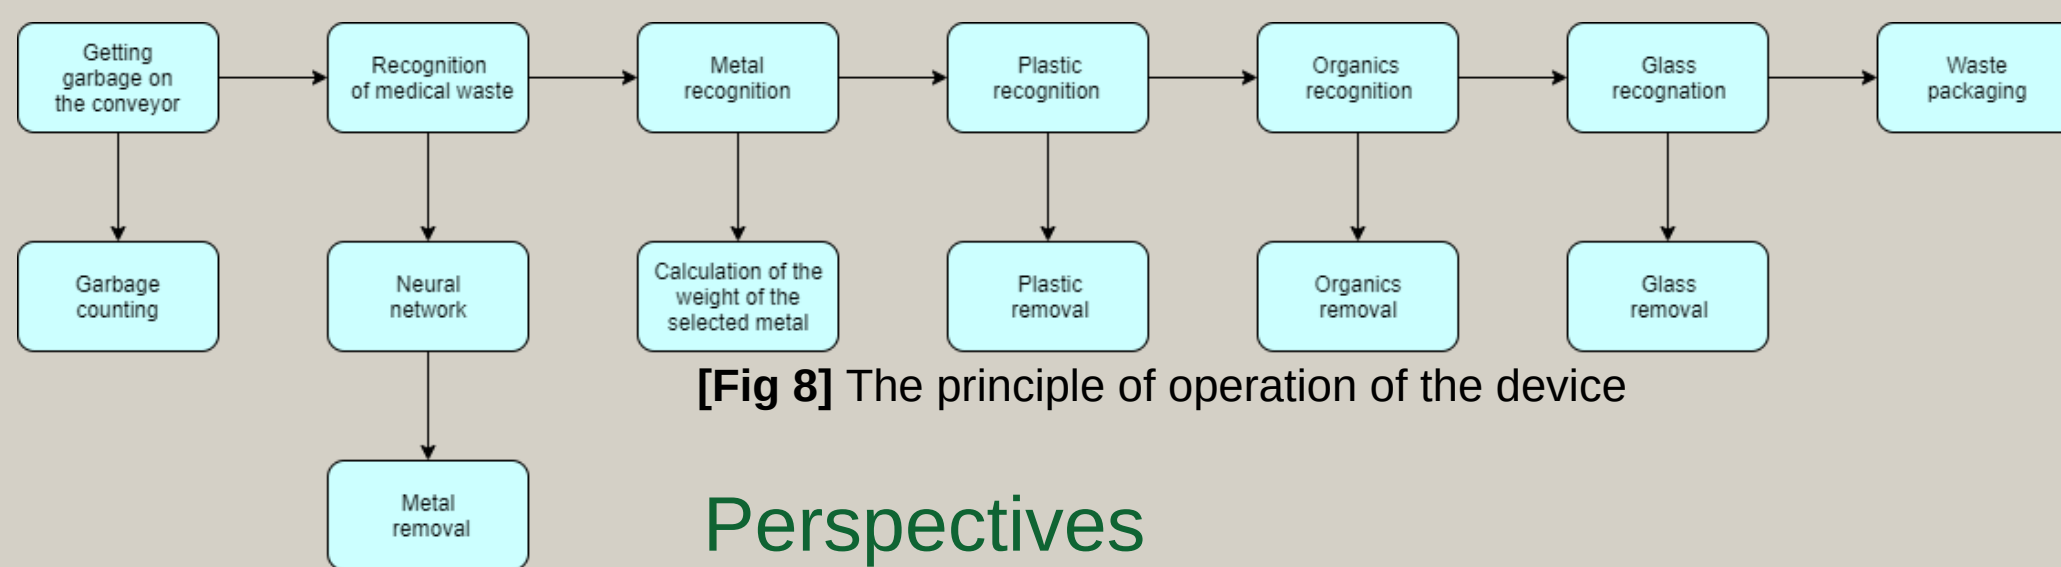 Getting
garbage on
the conveyor
Recognition
of medical waste
Metal
recognition
Plastic
recognition
Organics
recognition
Glass
recognation
Waste
packaging
Garbage
counting
Neural
network
Calculation of the
weight of the
selected metal
Plastic
removal
Organics
removal
Glass
removal
[Fig 8] The principle of operation of the device
Metal
removal
Perspectives